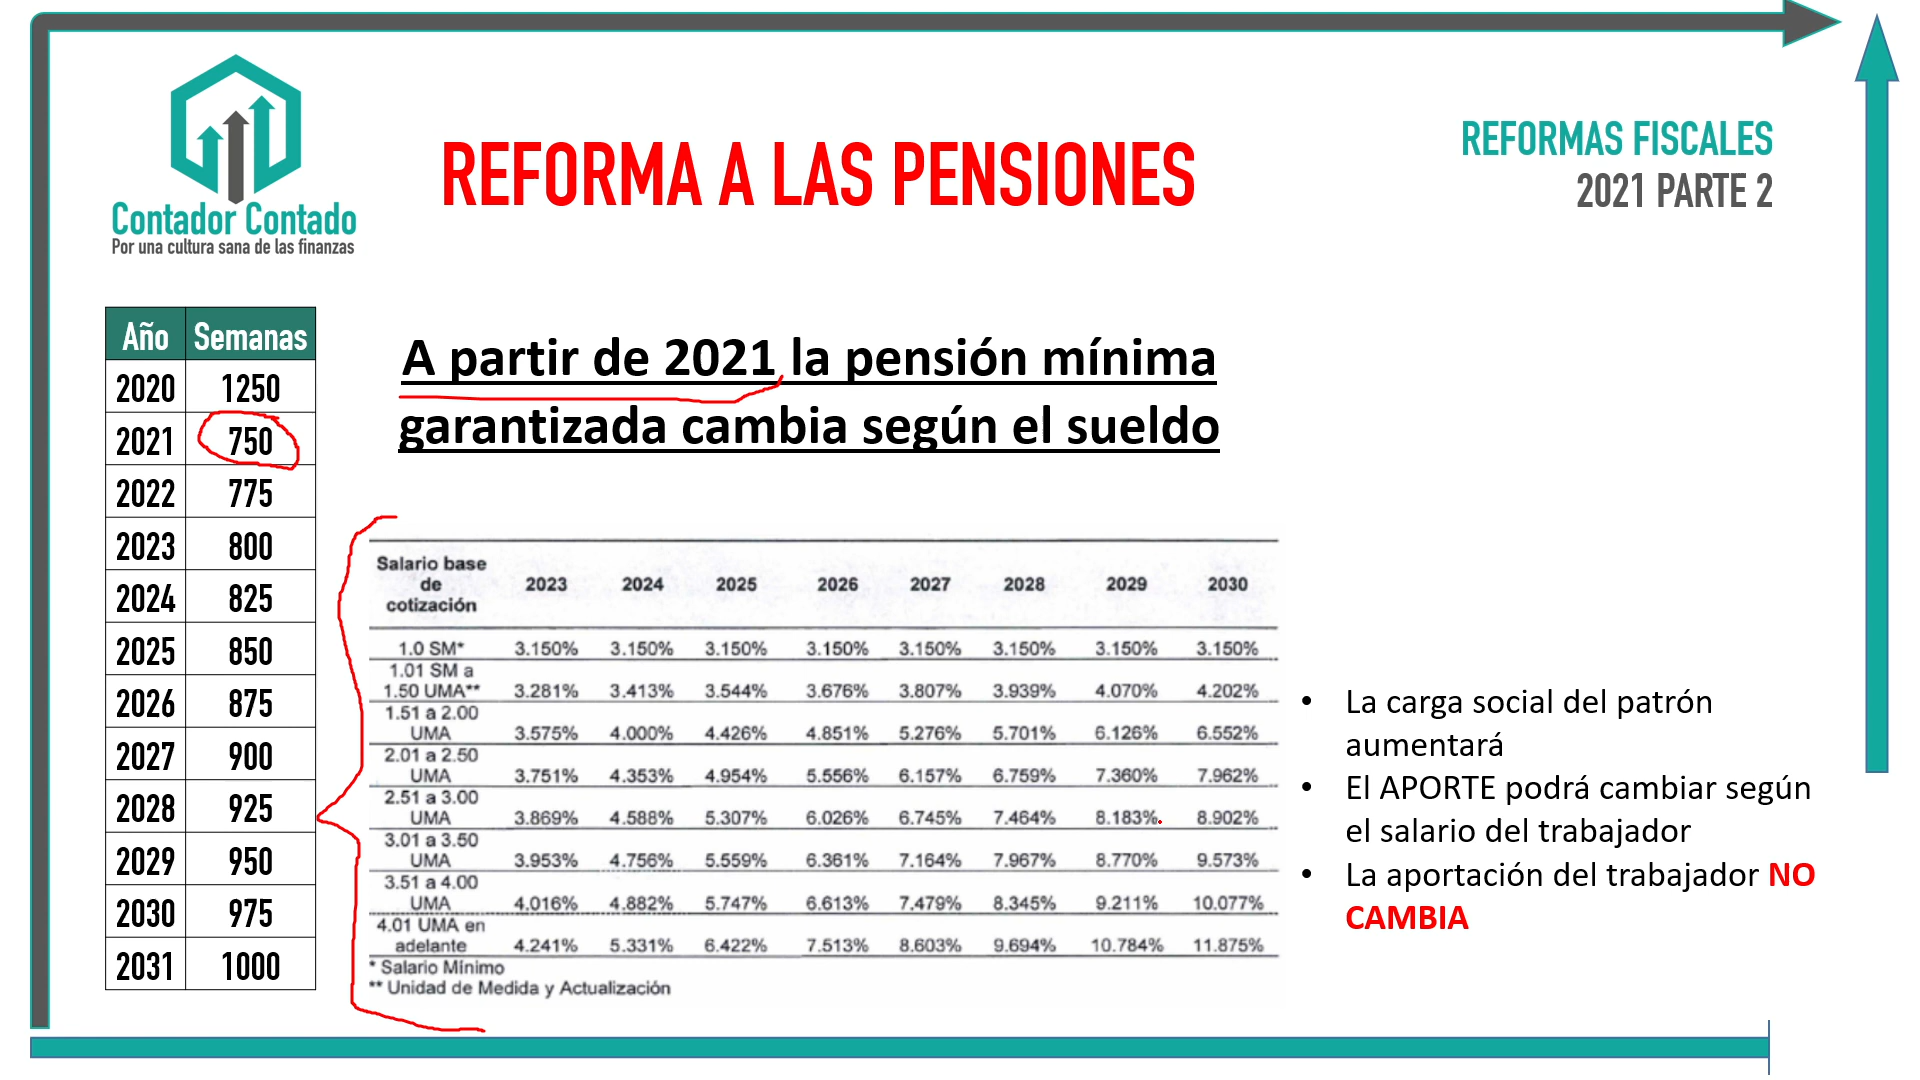 Contador Contado
Por una cultura sana de las finanzas
REFORMA A LAS PENSIONES
REFORMAS FISCALES
2021 PARTE 2
Año Semanas
2020 1250
2021 750
2022 775
2023 800
2024 825
2025 850
2026 875
2027 900
2028 925
2029 950
2030 975
2031 1000
A partir de 2021 la pensión mínima
garantizada cambia según el sueldo
Salario base
de
cotización
2023 2024 2025 2026 2027 2028 2029 2030
1.0 SM* 3.150% 3.150% 3.150% 3.150% 3.150% 3.150% 3.150% 3.150%
1.01 SM a
1.50 UMA** 3.281% 3.413% 3.544% 3.676% 3.807% 3.939% 4.070% 4.202%
1.51 a 2.00
UMA 3.575% 4.000% 4.426% 4.851% 5.276% 5.701% 6.126% 6.552%
2.01 a 2.50
UMA 3.751% 4.353% 4.954% 5.556% 6.157% 6.759% 7.360% 7.962%
2.51 a 3.00
UMA 3.869% 4.588% 5.307% 6.026% 6.745% 7.464% 8.183% 8.902%
3.01 a 3.50
UMA 3.953% 4.756% 5.559% 6.361% 7.164% 7.967% 8.770% 9.573%
3.51 a 4.00
UMA 4.016% 4.882% 5.747% 6.613% 7.479% 8.345% 9.211% 10.077%
4.01 UMA en
adelante 4.241% 5.331% 6.422% 7.513% 8.603% 9.694% 10.784% 11.875%
* Salario Mínimo
** Unidad de Medida y Actualización
• La carga social del patrón
aumentará
• El APORTE podrá cambiar según
el salario del trabajador
• La aportación del trabajador NO
CAMBIA